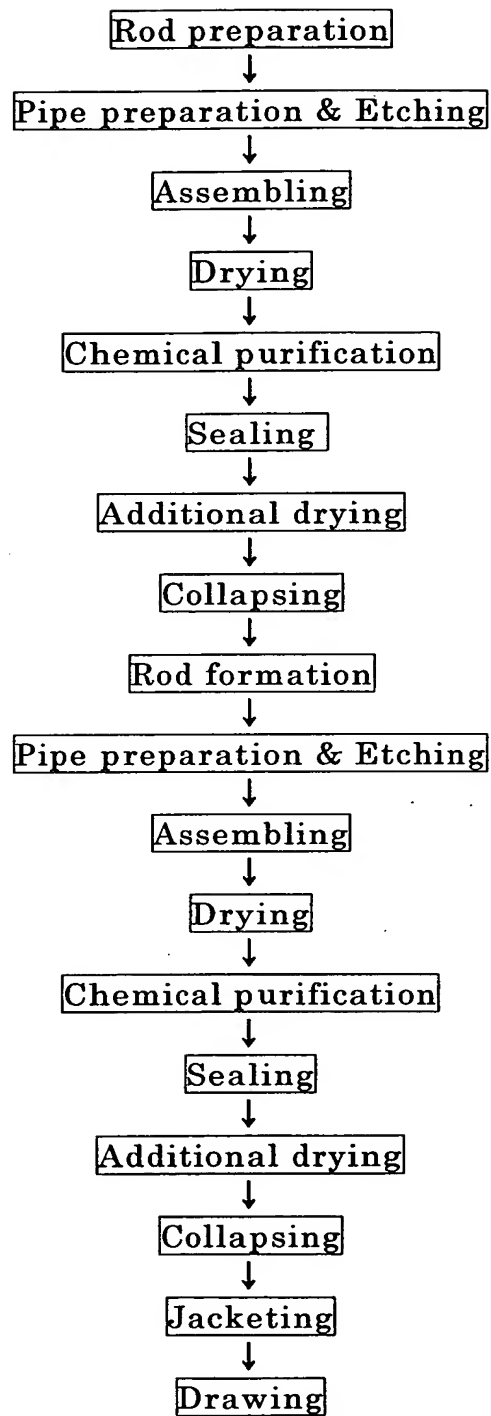 Rod preparation
Pipe preparation & Etching
Assembling
Drying
Chemical purification
Sealing
Additional drying
Collapsing
Rod formation
Pipe preparation & Etching
Assembling
Drying
Chemical purification
Sealing
Additional drying
Collapsing
Jacketing
Drawing